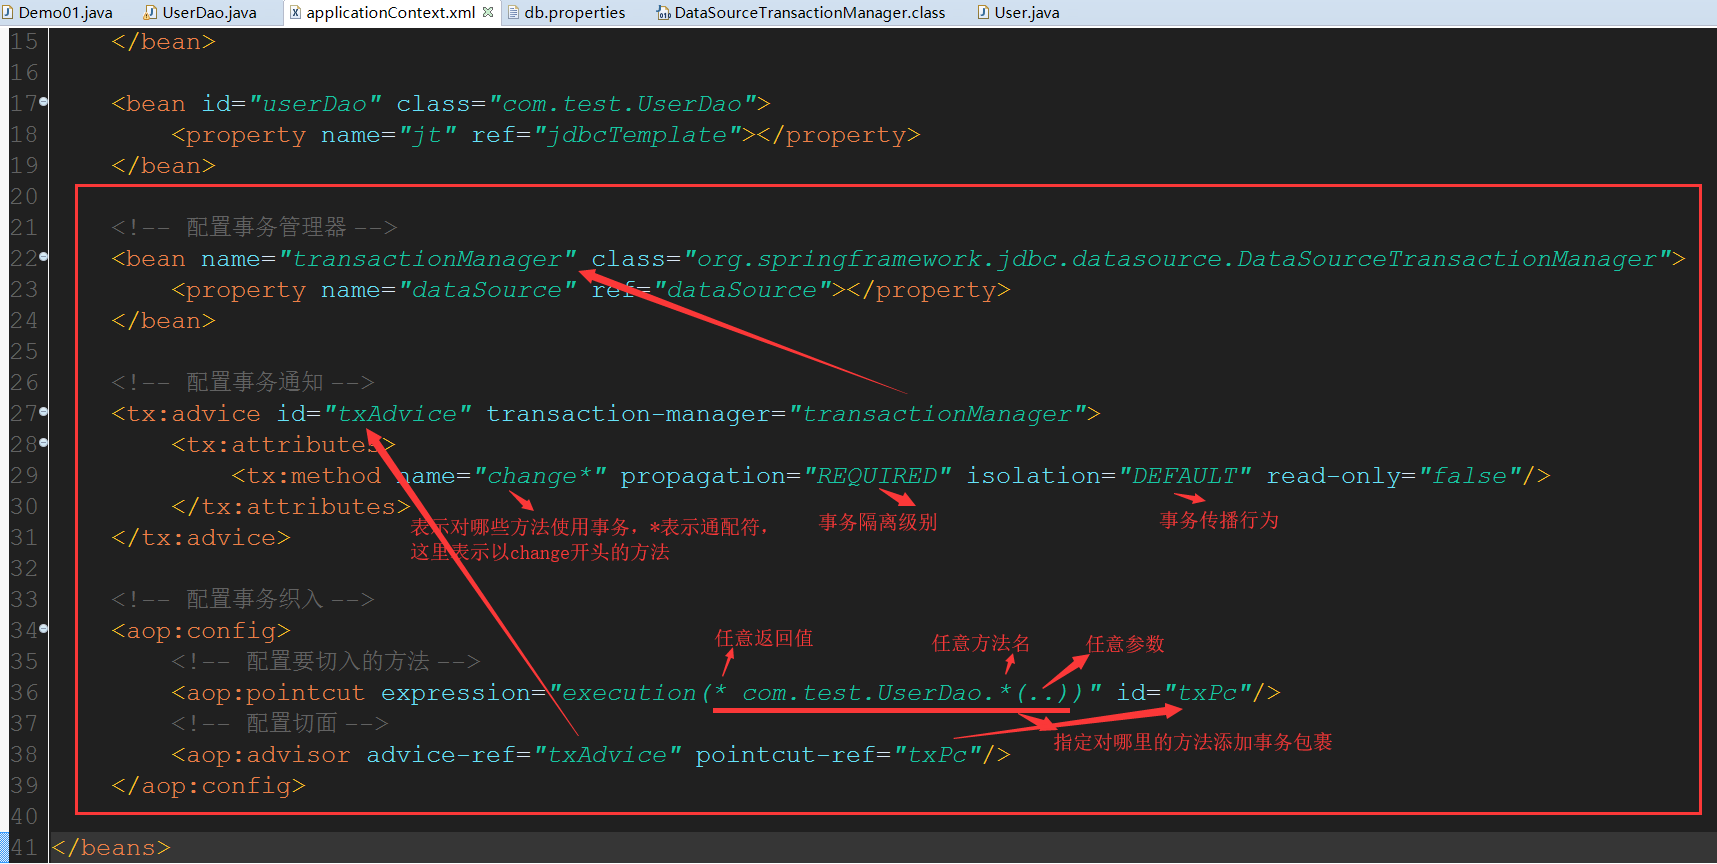 Demo01.java UserDao.java applicationContext.xml db.properties DataSourceTransactionManager.class User.java
15 </bean>
16
17 <bean id="userDao" class="com.test.UserDao">
18 <property name="jt" ref="jdbcTemplate"></property>
19 </bean>
20
21 <!-- 配置事务管理器 -->
22 <bean name="transactionManager" class="org.springframework.jdbc.datasource.DataSourceTransactionManager">
23 <property name="dataSource" ref="dataSource"></property>
24 </bean>
25
26 <!-- 配置事务通知 -->
27 <tx:advice id="txAdvice" transaction-manager="transactionManager">
28 <tx:attributes>
29 <tx:method name="change*" propagation="REQUIRED" isolation="DEFAULT" read-only="false"/>
30 </tx:attributes>
表示对哪些方法使用事务，*表示通配符，
这里表示以change开头的方法
事务隔离级别
事务传播行为
31 </tx:advice>
32
33 <!-- 配置事务织入 -->
34 <aop:config>
任意返回值
任意方法名
任意参数
35 <!-- 配置要切入的方法 -->
36 <aop:pointcut expression="execution(* com.test.UserDao.*(..))" id="txPc"/>
37 <!-- 配置切面 -->
指定对哪里的方法添加事务包裹
38 <aop:advisor advice-ref="txAdvice" pointcut-ref="txPc"/>
39 </aop:config>
40
41 </beans>